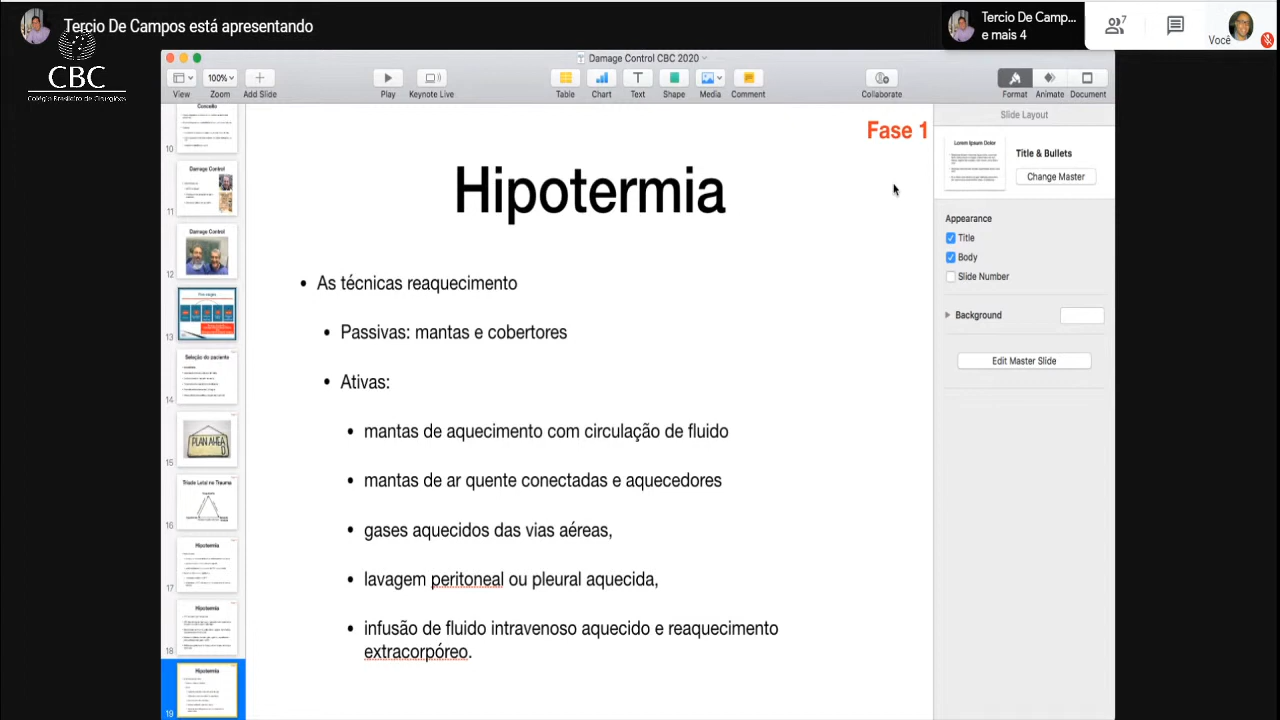 Tercio De Campos está apresentando
Tercio De Camp...
e mais 4
7
Você
CBC
Colégio Brasileiro de Cirurgiões
Damage Control CBC 2020
100%
View
Zoom
Add Slide
Play
Keynote Live
Table
Chart
Text
Shape
Media
Comment
Collaborate
Format
Animate
Document
Conceito
10
Damage Control
11
Damage Control
12
13
Seleção do paciente
14
PLAN AHEAD
15
Tríade Letal no Trauma
16
Hipotermia
17
Hipotermia
18
Hipotermia
19
Fase 1
Hipotermia
• As técnicas reaquecimento
• Passivas: mantas e cobertores
• Ativas:
• mantas de aquecimento com circulação de fluido
• mantas de ar quente conectadas e aquecedores
• gases aquecidos das vias aéreas,
• lavagem peritoneal ou pleural aquecida,
• infusão de fluido intravenoso aquecido e reaquecimento
extracorpóreo.
Slide Layout
Lorem Ipsum Dolor
Title & Bullets
Change Master
Appearance
Title
Body
Slide Number
Background
Edit Master Slide